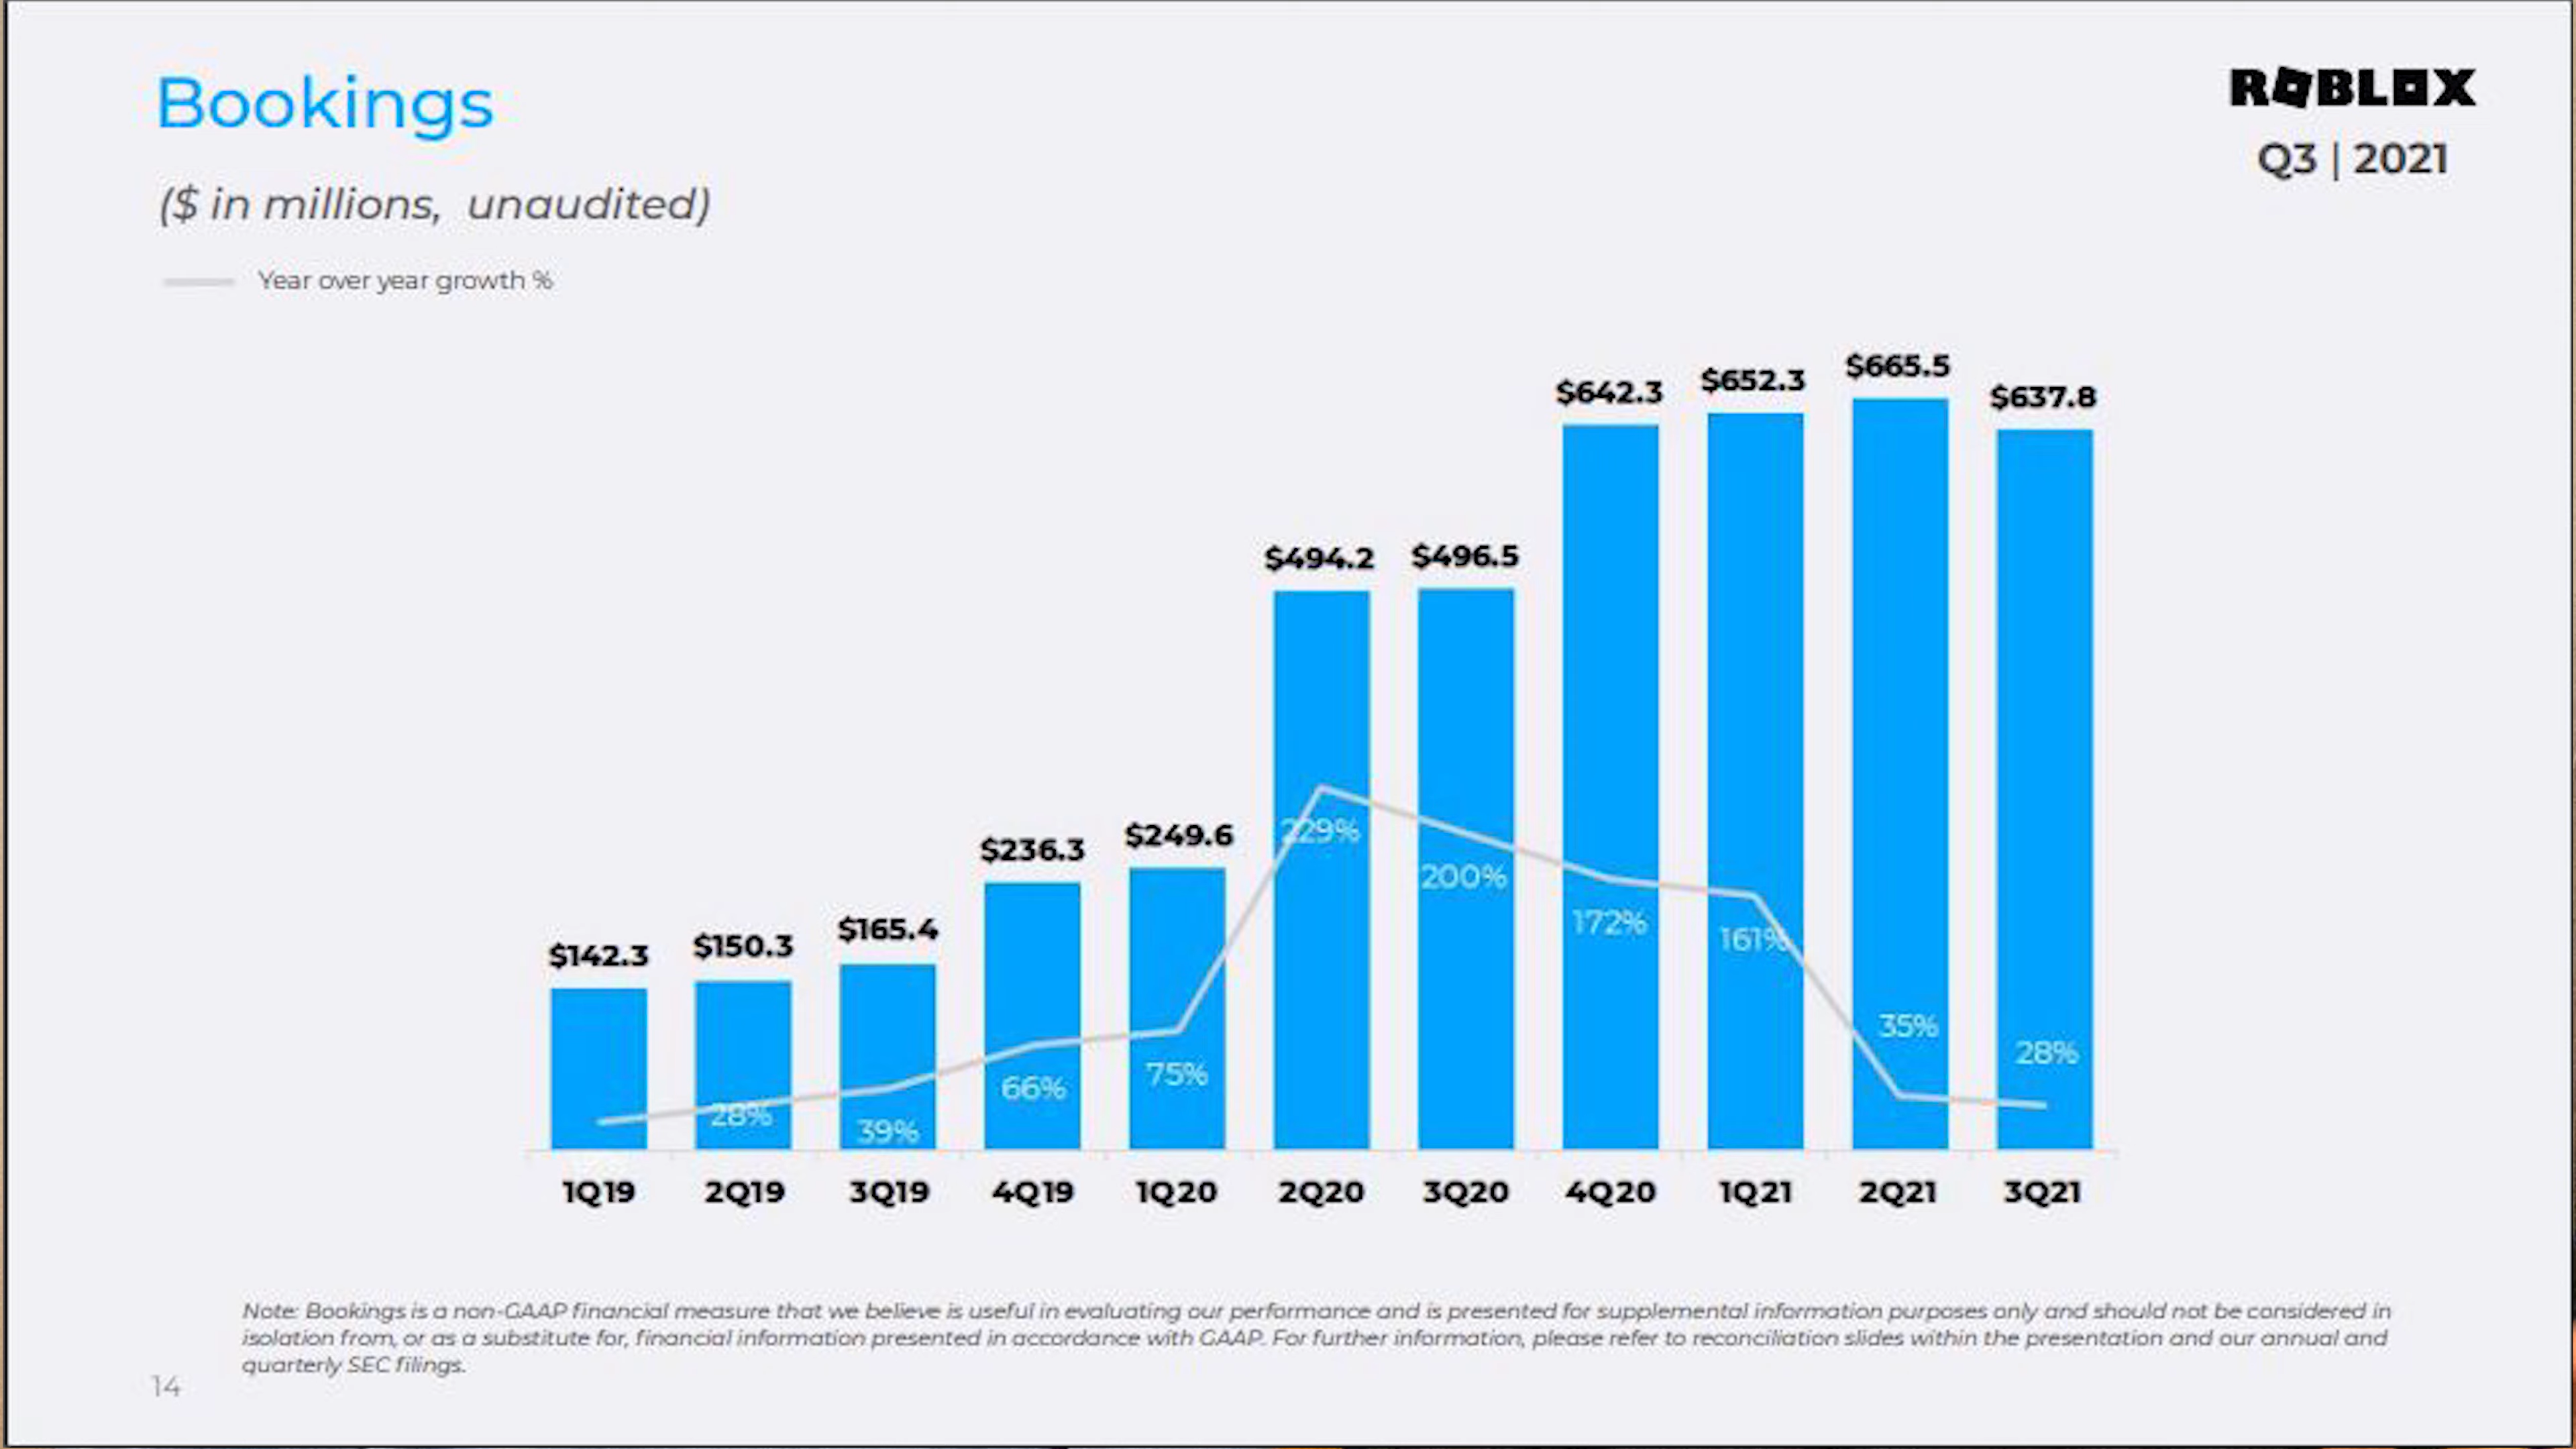 Bookings
ROBLOX
Q3 | 2021
($ in millions, unaudited)
Year over year growth %
$142.3
$150.3
$165.4
$236.3
$249.6
$494.2
$496.5
$642.3
$652.3
$665.5
$637.8
28%
39%
66%
75%
229%
200%
172%
161%
35%
28%
1Q19
2Q19
3Q19
4Q19
1Q20
2Q20
3Q20
4Q20
1Q21
2Q21
3Q21
Note: Bookings is a non-GAAP financial measure that we believe is useful in evaluating our performance and is presented for supplemental information purposes only and should not be considered in
isolation from, or as a substitute for, financial information presented in accordance with GAAP. For further information, please refer to reconciliation slides within the presentation and our annual and
quarterly SEC filings.
14